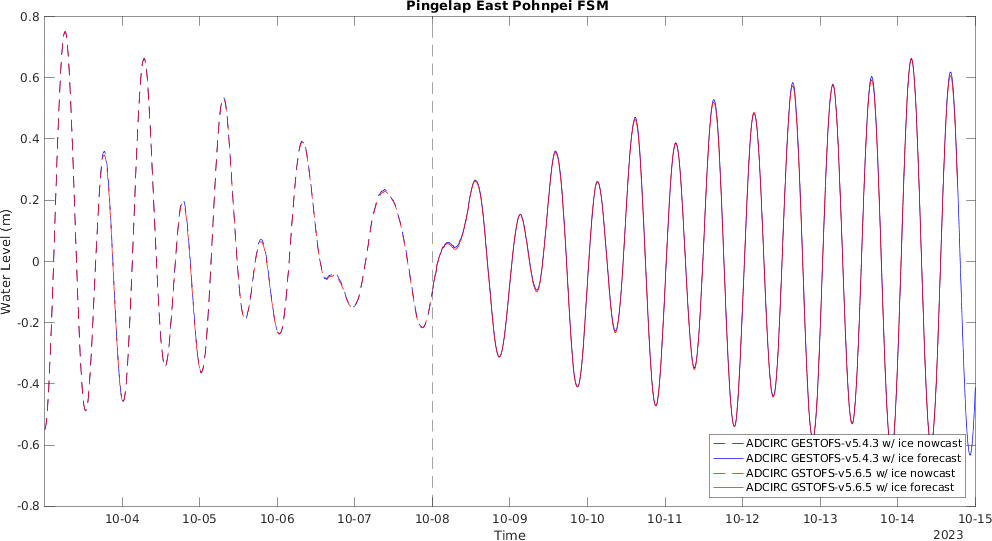 Pingelap East Pohnpei FSM
0.8
0.6
0.4
0.2
0
-0.2
-0.4
-0.6
-0.8
Water Level (m)
ADCIRC GESTOFS-v5.4.3 w/ ice nowcast
ADCIRC GESTOFS-v5.4.3 w/ ice forecast
ADCIRC GSTOFS-v5.6.5 w/ ice nowcast
ADCIRC GSTOFS-v5.6.5 w/ ice forecast
10-04 10-05 10-06 10-07 10-08 10-09 10-10 10-11 10-12 10-13 10-14 10-15
Time
2023